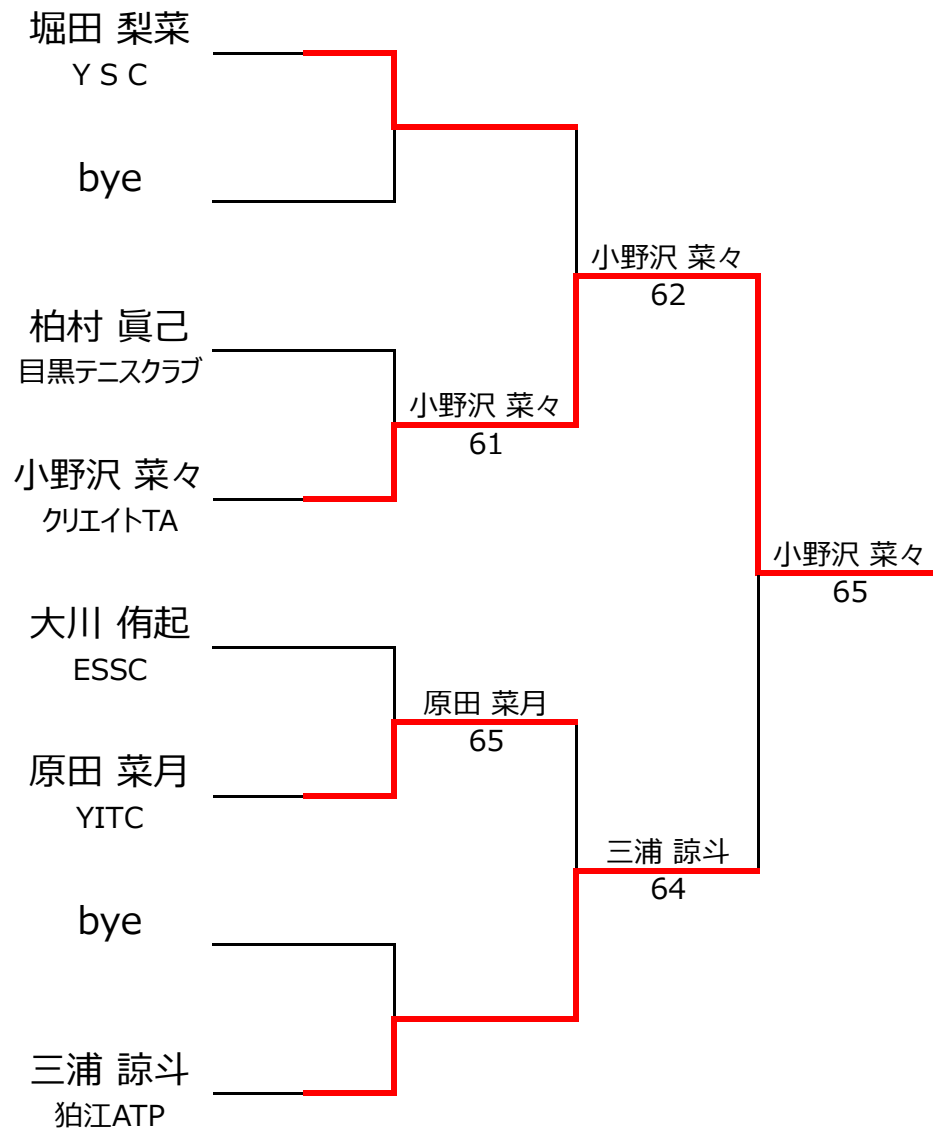 堀田 梨菜
ＹＳＣ
bye
柏村 眞己
目黒テニスクラブ
小野沢 菜々
クリエイトTA
大川 侑起
ESSC
原田 菜月
YITC
bye
三浦 諒斗
狛江ATP
小野沢 菜々
61
原田 菜月
65
小野沢 菜々
62
三浦 諒斗
64
小野沢 菜々
65